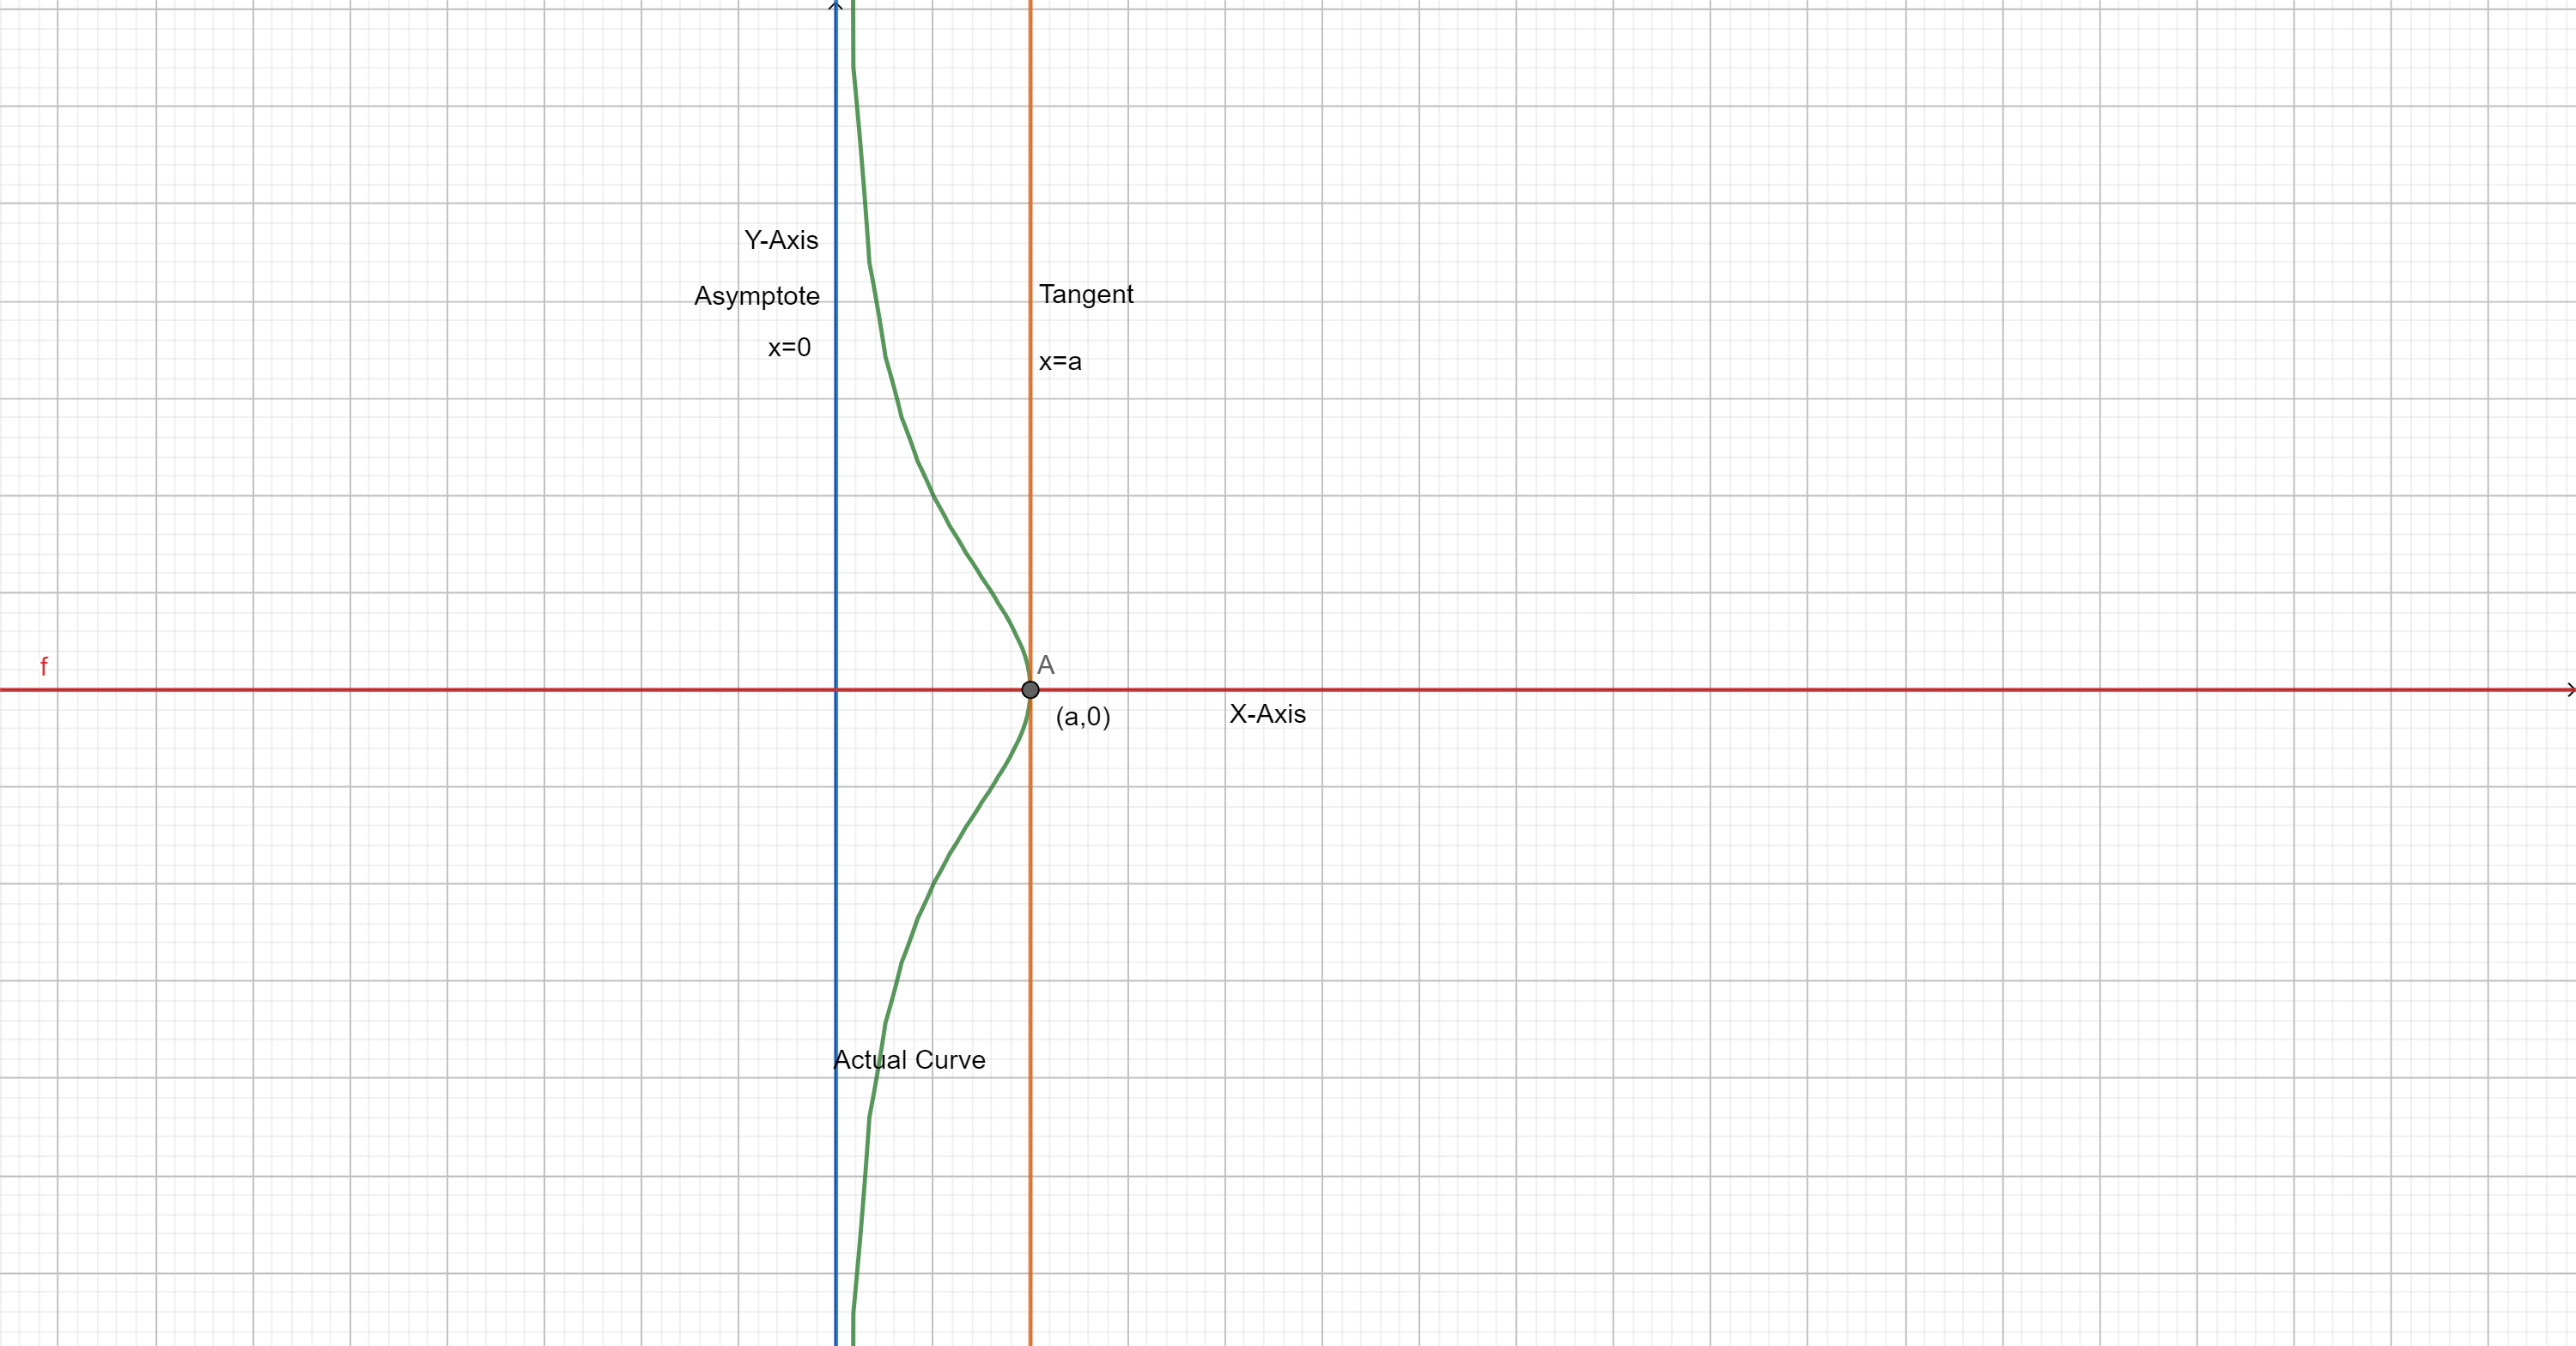 Y-Axis
Asymptote
x=0
Tangent
x=a
f
A
(a,0)
X-Axis
Actual Curve